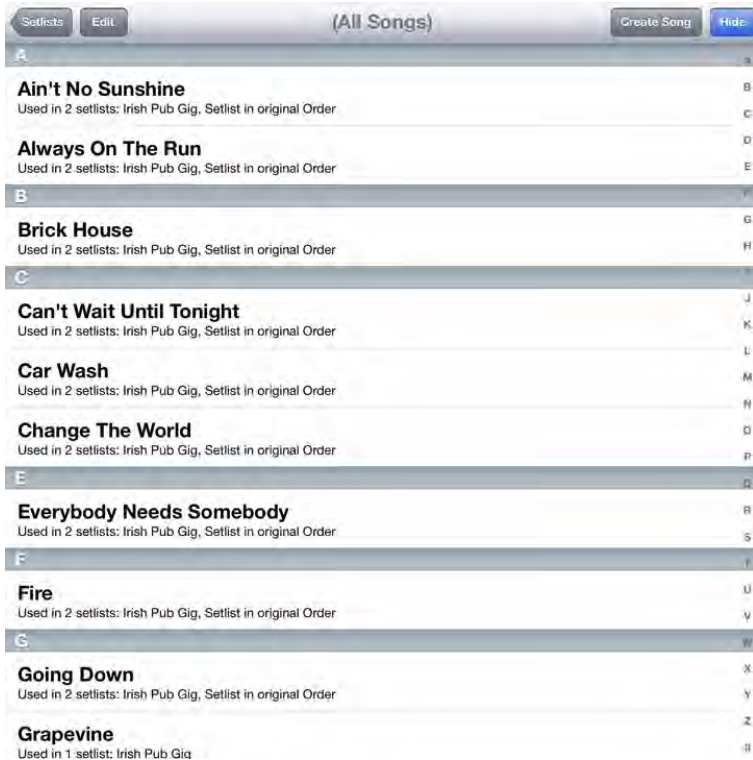 Setlists Edit (All Songs) Create Song Hide
A
Ain't No Sunshine
Used in 2 setlists: Irish Pub Gig, Setlist in original Order
Always On The Run
Used in 2 setlists: Irish Pub Gig, Setlist in original Order
B
Brick House
Used in 2 setlists: Irish Pub Gig, Setlist in original Order
C
Can't Wait Until Tonight
Used in 2 setlists: Irish Pub Gig, Setlist in original Order
Car Wash
Used in 2 setlists: Irish Pub Gig, Setlist in original Order
Change The World
Used in 2 setlists: Irish Pub Gig, Setlist in original Order
E
Everybody Needs Somebody
Used in 2 setlists: Irish Pub Gig, Setlist in original Order
F
Fire
Used in 2 setlists: Irish Pub Gig, Setlist in original Order
G
Going Down
Used in 2 setlists: Irish Pub Gig, Setlist in original Order
Grapevine
Used in 1 setlist: Irish Pub Gig
B
C
D
E
G
H
J
K
L
M
N
O
P
Q
R
S
T
U
V
W
X
Y
Z